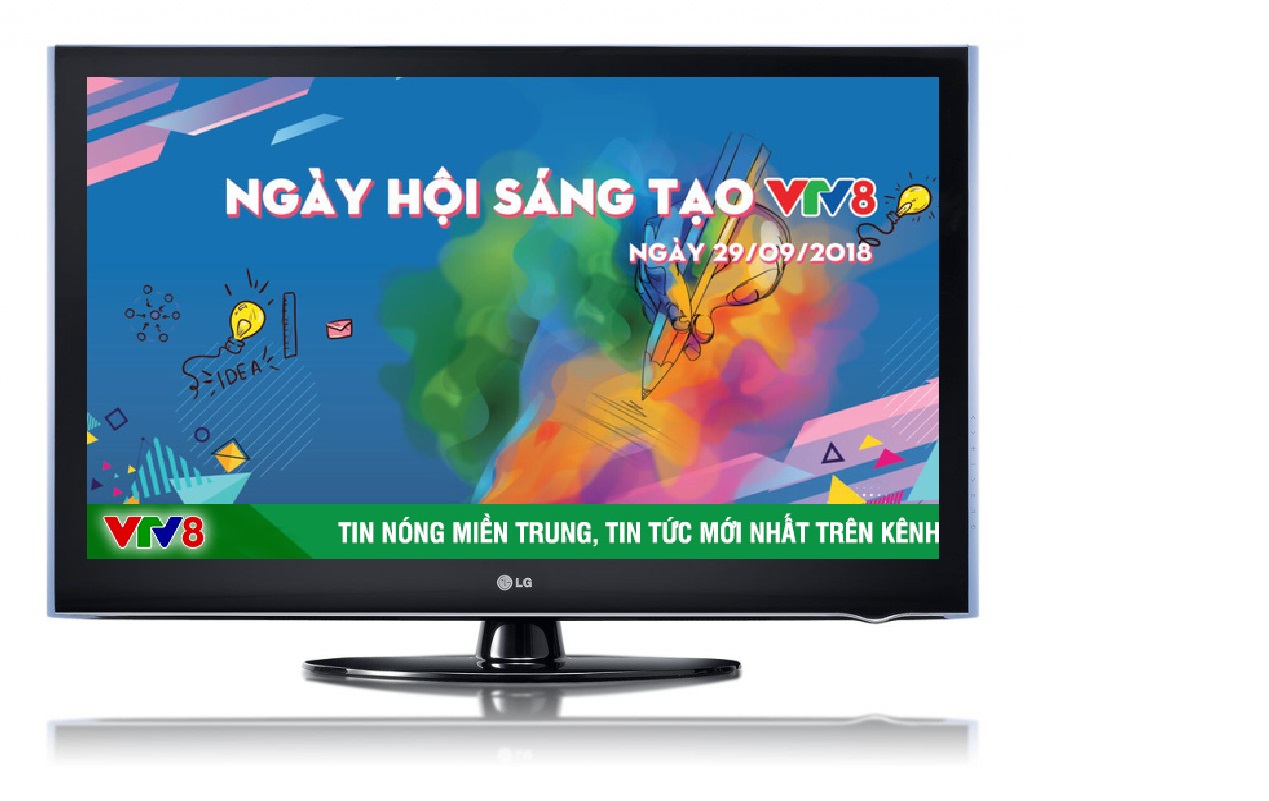 NGÀY HỘI SÁNG TẠO VTV8
NGÀY 29/09/2018
IDEA
VTV8 TIN NÓNG MIỀN TRUNG, TIN TỨC MỚI NHẤT TRÊN KÊNH
LG
LG